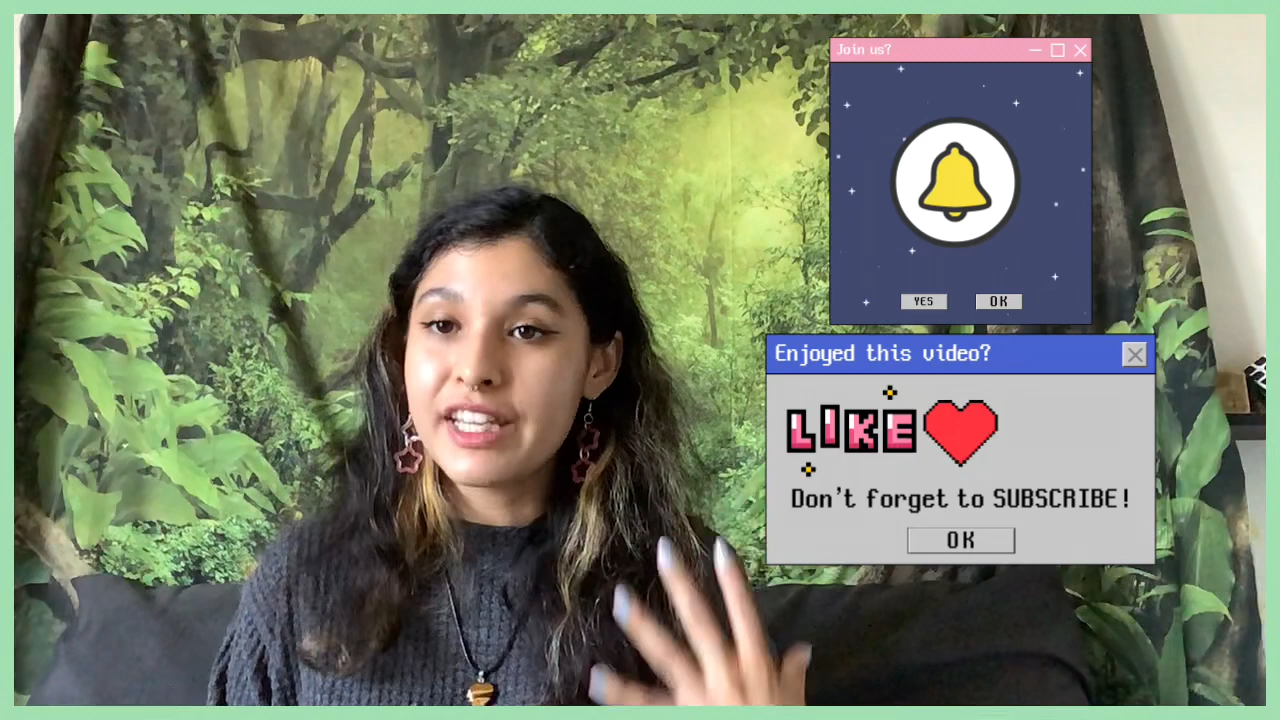 Join us?
YES
OK
Enjoyed this video?
LIKE
Don't forget to SUBSCRIBE!
OK